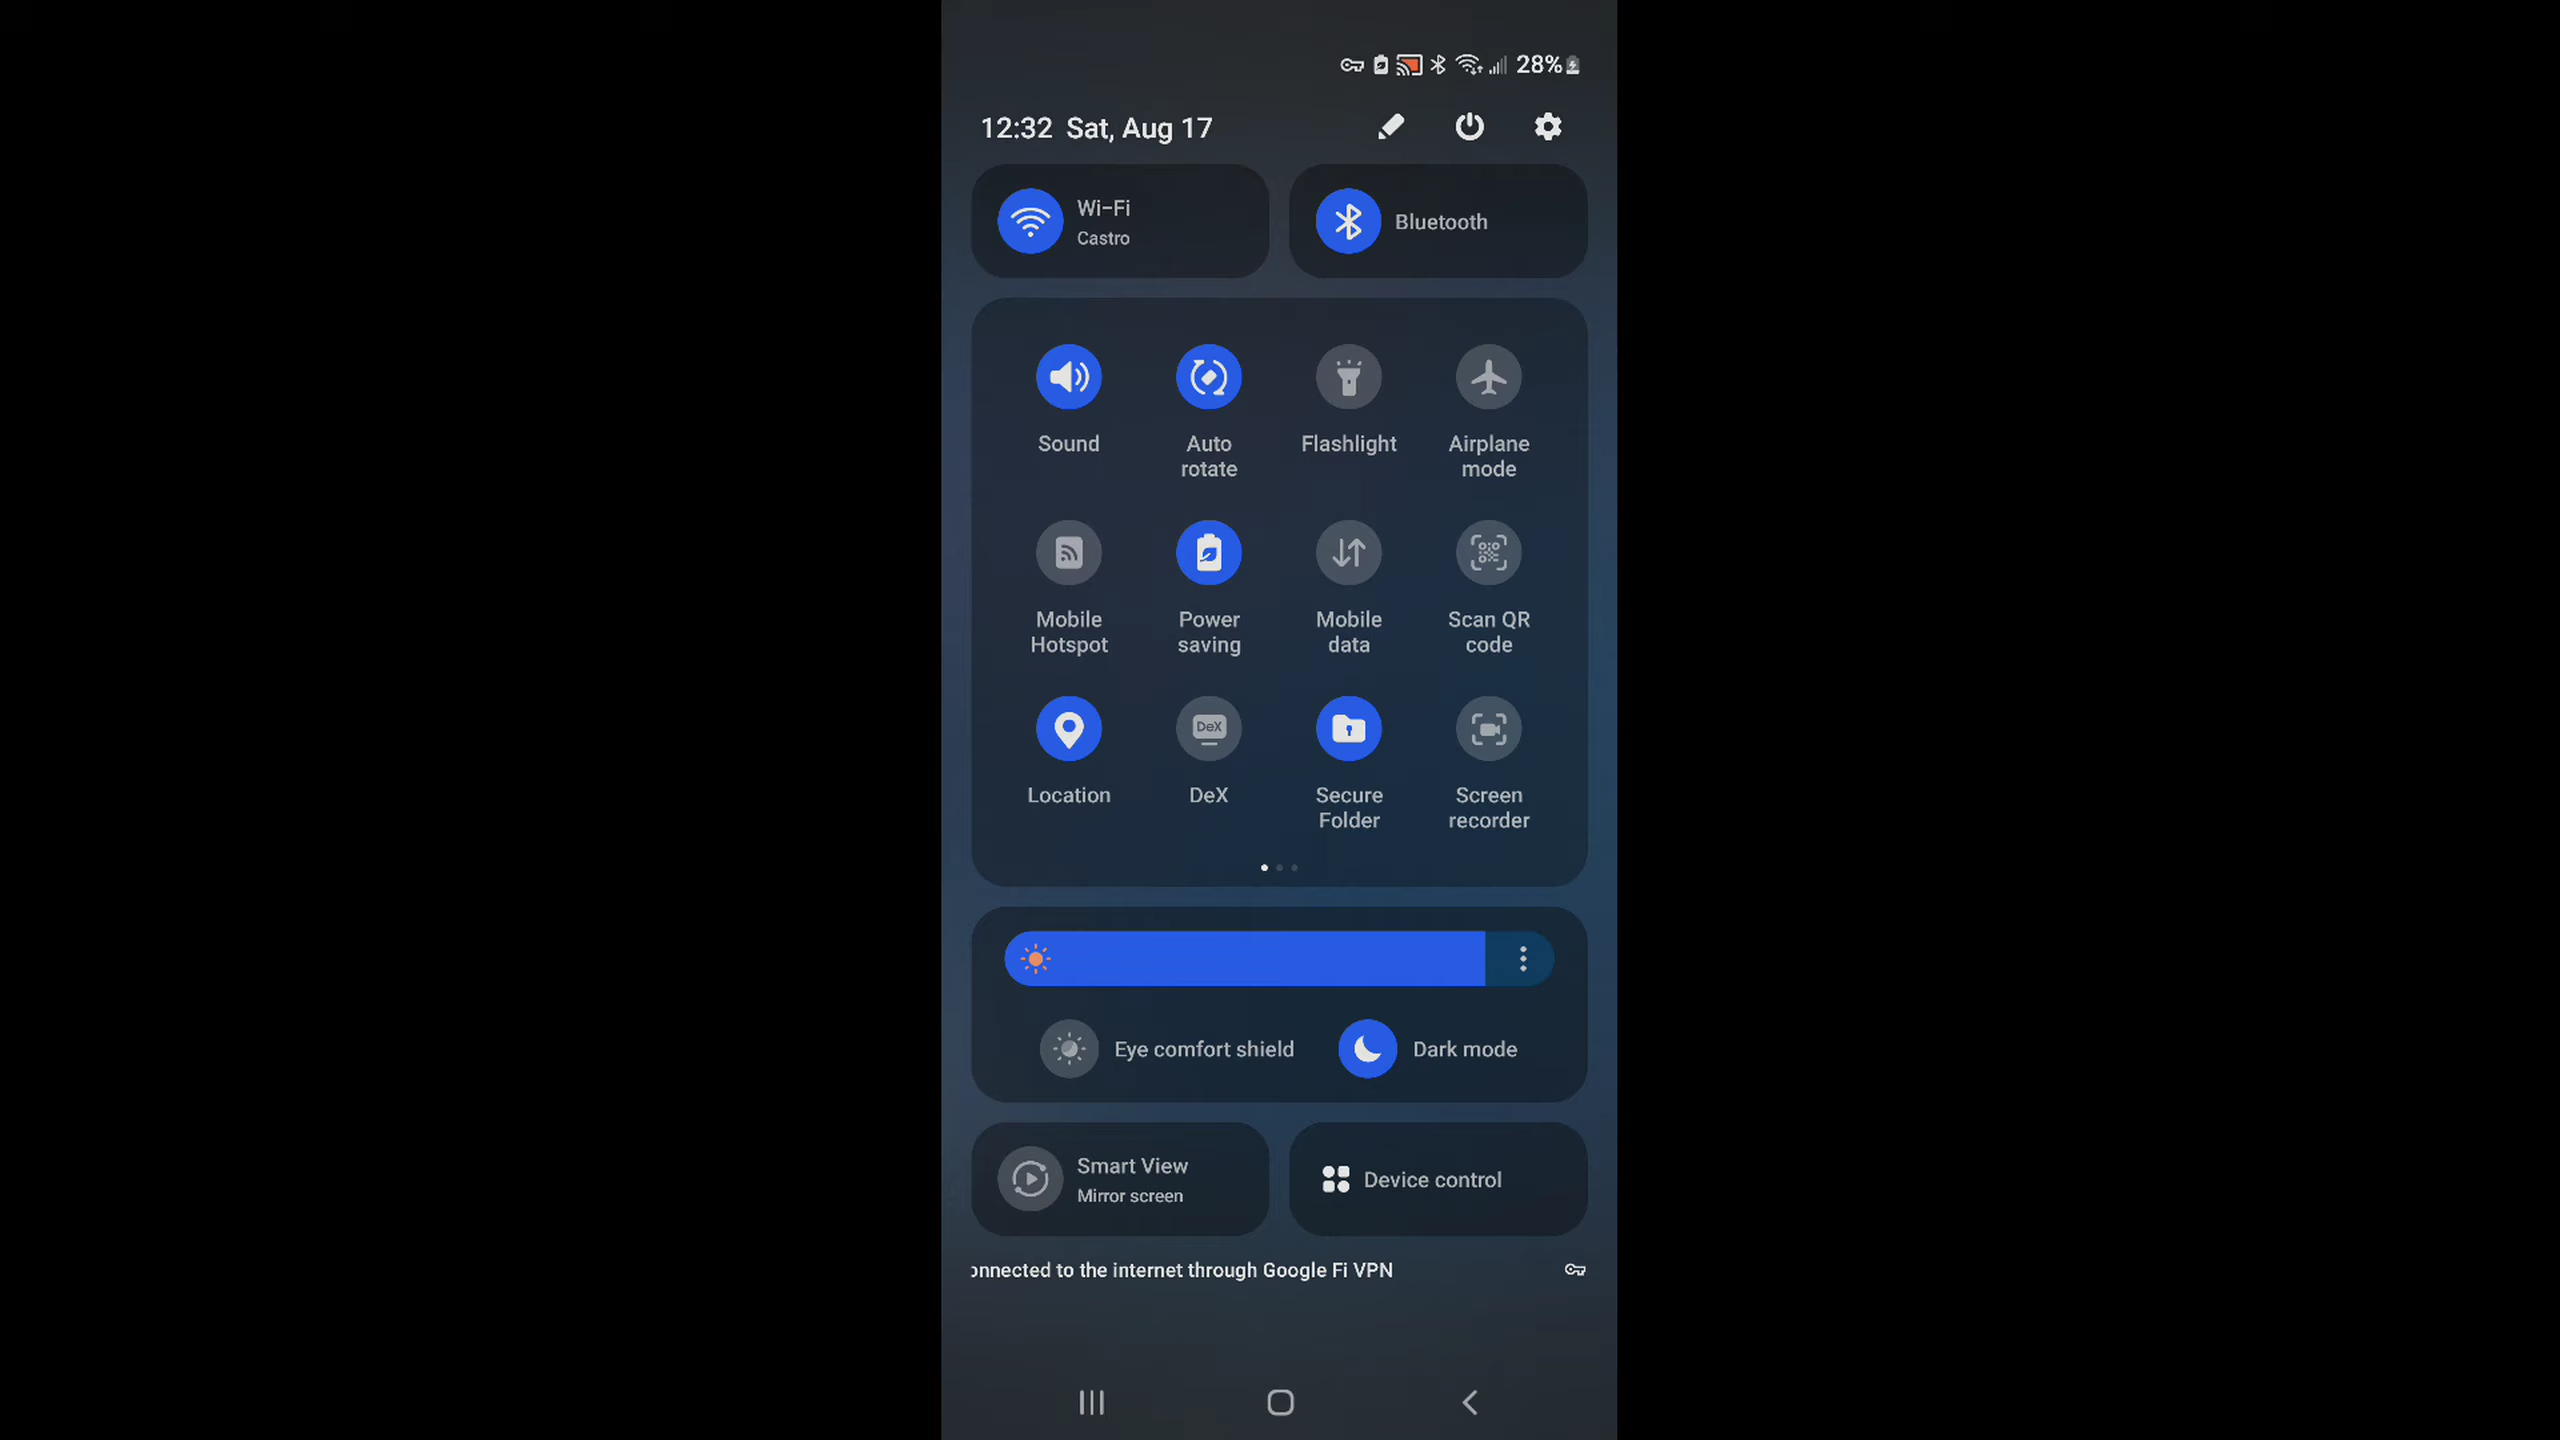 28%
12:32 Sat, Aug 17
Wi-Fi
Castro
Bluetooth
Sound
Auto
rotate
Flashlight
Airplane
mode
Mobile
Hotspot
Power
saving
Mobile
data
Scan QR
code
Location
DeX
DeX
Secure
Folder
Screen
recorder
Eye comfort shield
Dark mode
Smart View
Mirror screen
Device control
onnected to the internet through Google Fi VPN